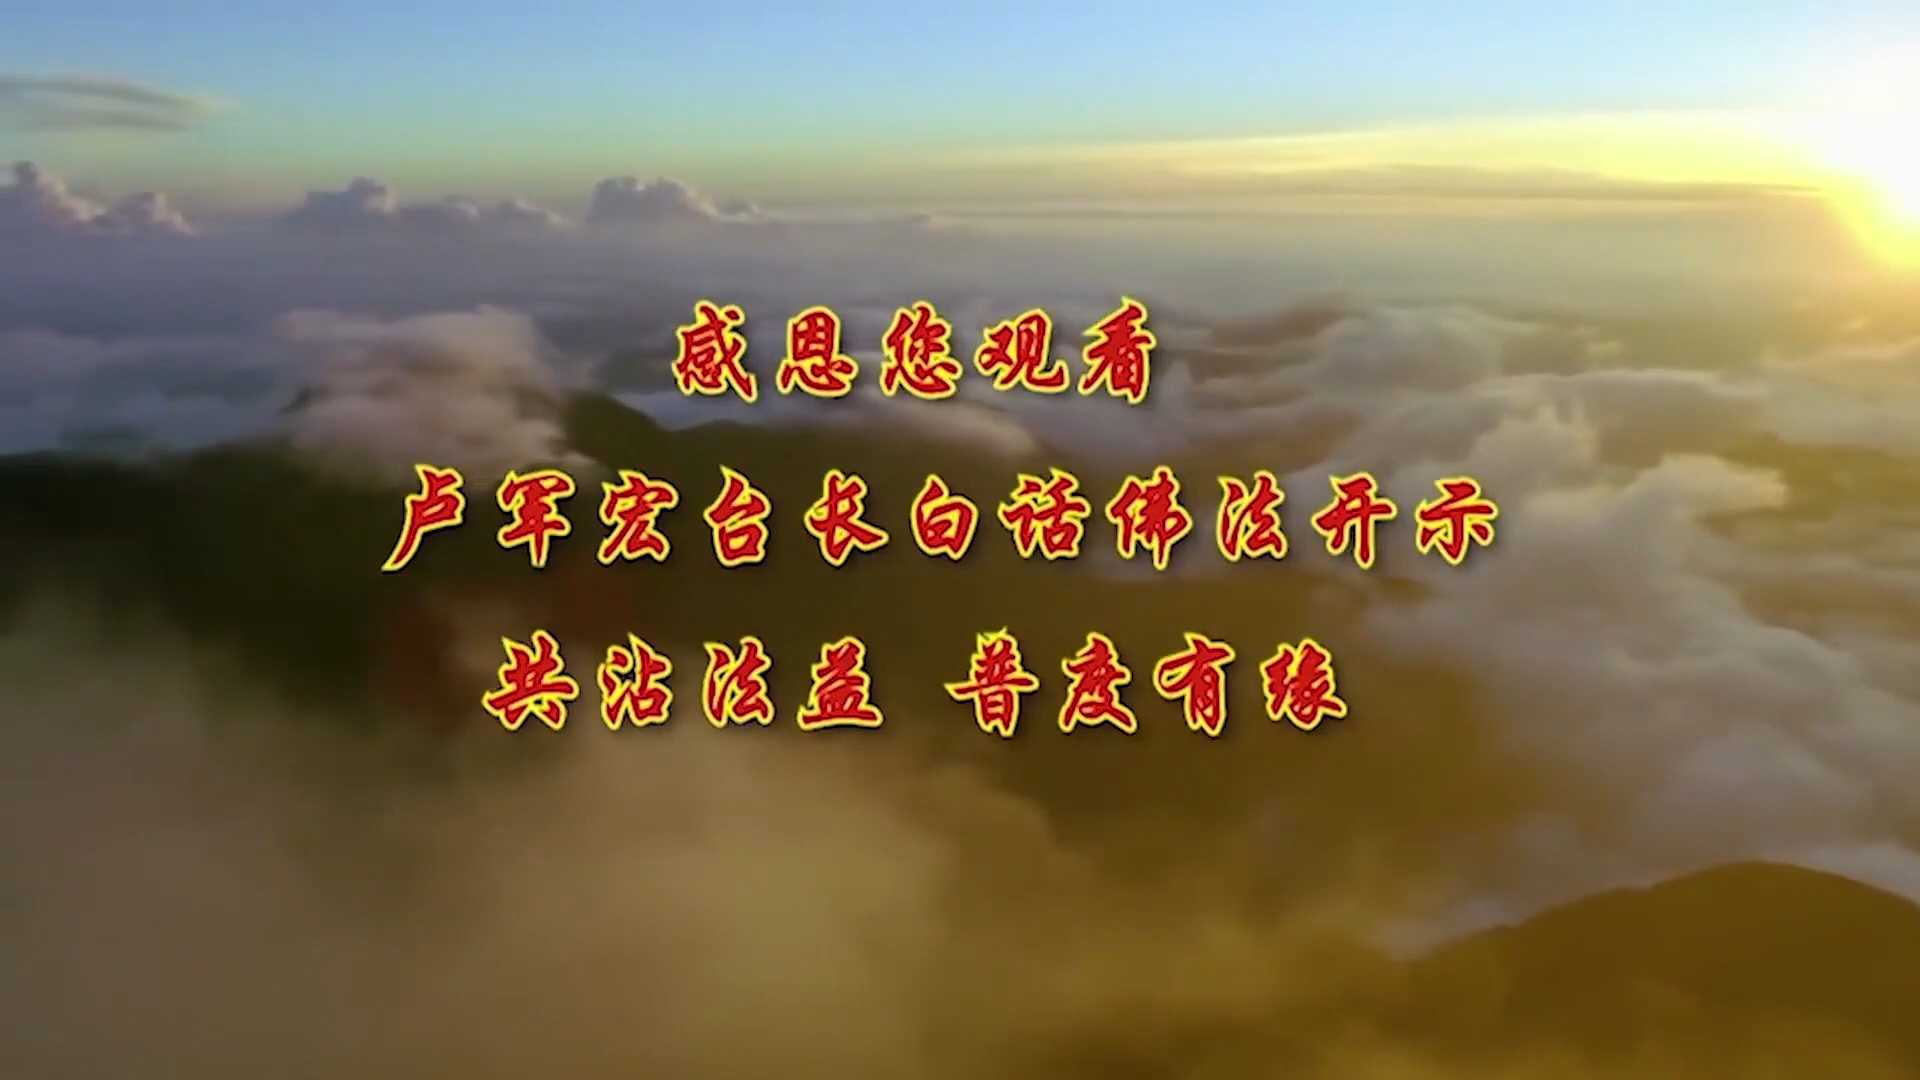 感恩您观看
卢军宏台长白话佛法开示
共沾法益 普度有缘